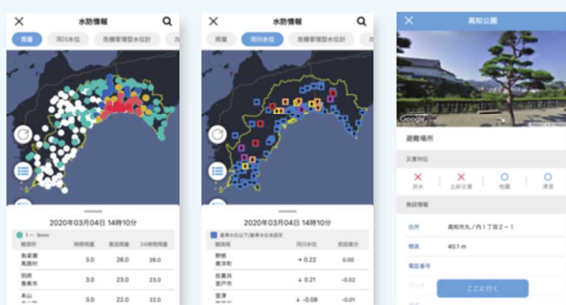 水防情報
雨量
河川水位
危機管理型水位計
2020年03月04日 14時10分
1〜 9mm
観測所
時間雨量
累加雨量
24時間雨量
馬路村
3.0
26.0
26.0
別府
香美市
3.0
23.0
23.0
本山
3.0
22.0
22.0
水防情報
雨量
河川水位
危機管理型水位計
2020年03月04日 14時10分
観測局
河川水位
前回差分
野根
東洋町
→ 0.22
0.00
佐喜浜
室戸市
↓ 0.21
-0.02
室津
室戸市
↓ -0.08
-0.01
高知公園
避難場所
災害対応
洪水
土砂災害
地震
津波
施設情報
住所
高知市丸ノ内1丁目2-1
標高
40.1 m
電話番号
ここに行く